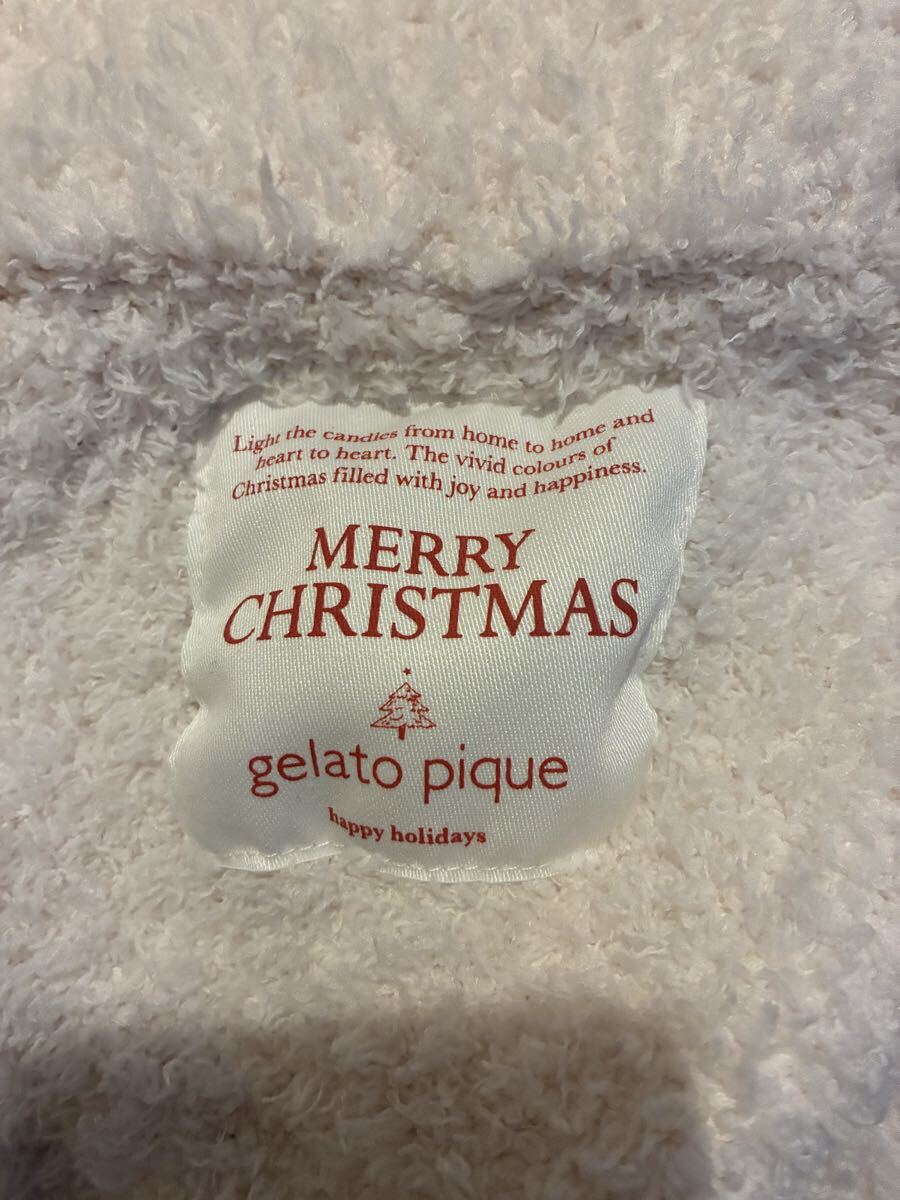 Light the candles from home to home and
heart to heart. The vivid colours of
Christmas filled with joy and happiness.
MERRY
CHRISTMAS
gelato pique
happy holidays